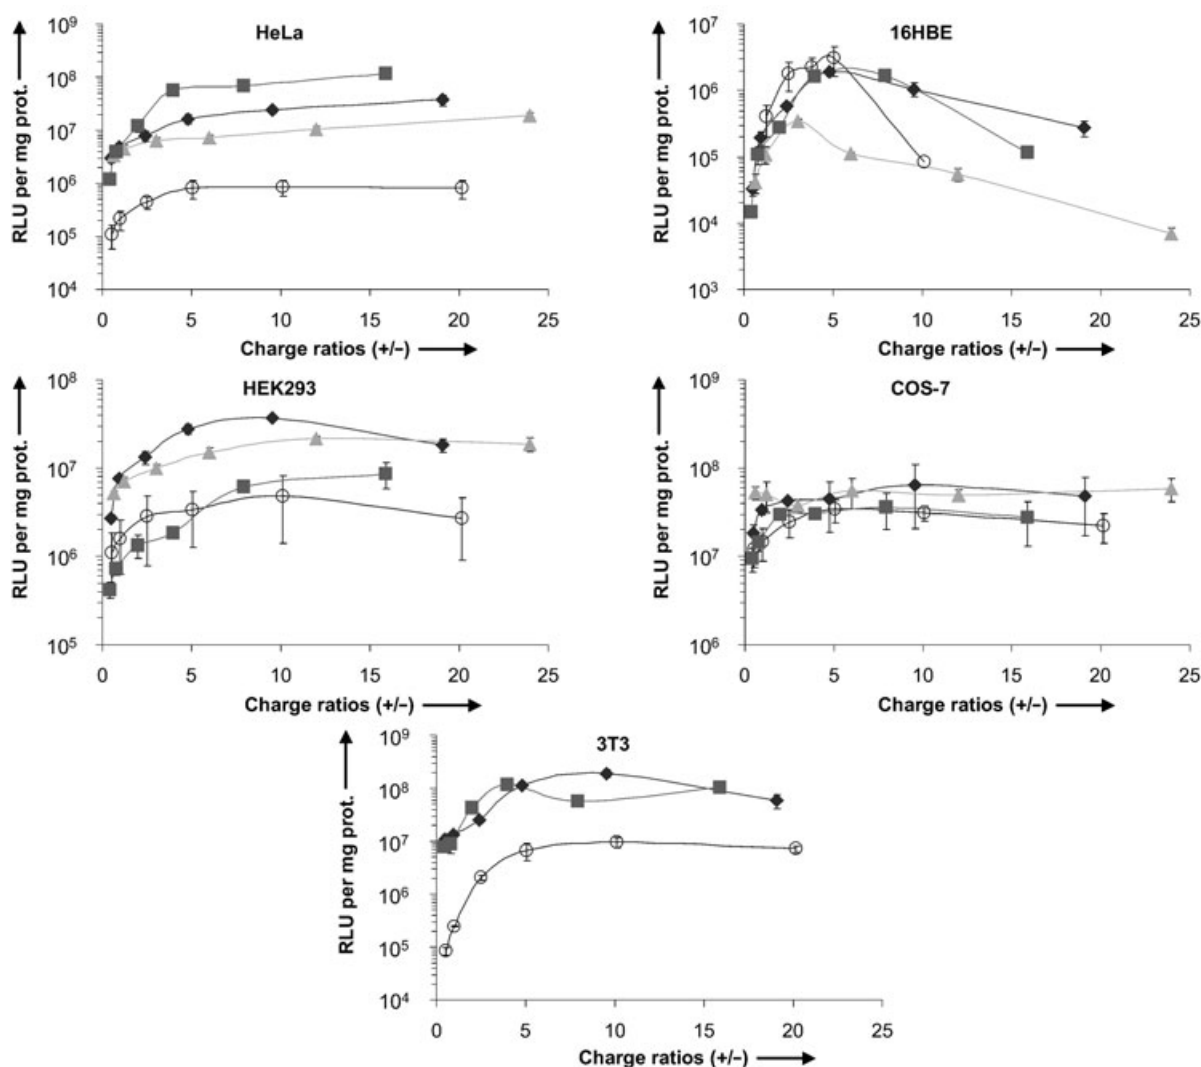 HeLa
RLU per mg prot.
10⁹
10⁸
10⁷
10⁶
10⁵
10⁴
0 5 10 15 20 25
Charge ratios (+/–)
16HBE
RLU per mg prot.
10⁷
10⁶
10⁵
10⁴
10³
0 5 10 15 20 25
Charge ratios (+/–)
HEK293
RLU per mg prot.
10⁸
10⁷
10⁶
10⁵
0 5 10 15 20 25
Charge ratios (+/–)
COS-7
RLU per mg prot.
10⁹
10⁸
10⁷
10⁶
0 5 10 15 20 25
Charge ratios (+/–)
3T3
RLU per mg prot.
10⁹
10⁸
10⁷
10⁶
10⁵
10⁴
0 5 10 15 20 25
Charge ratios (+/–)